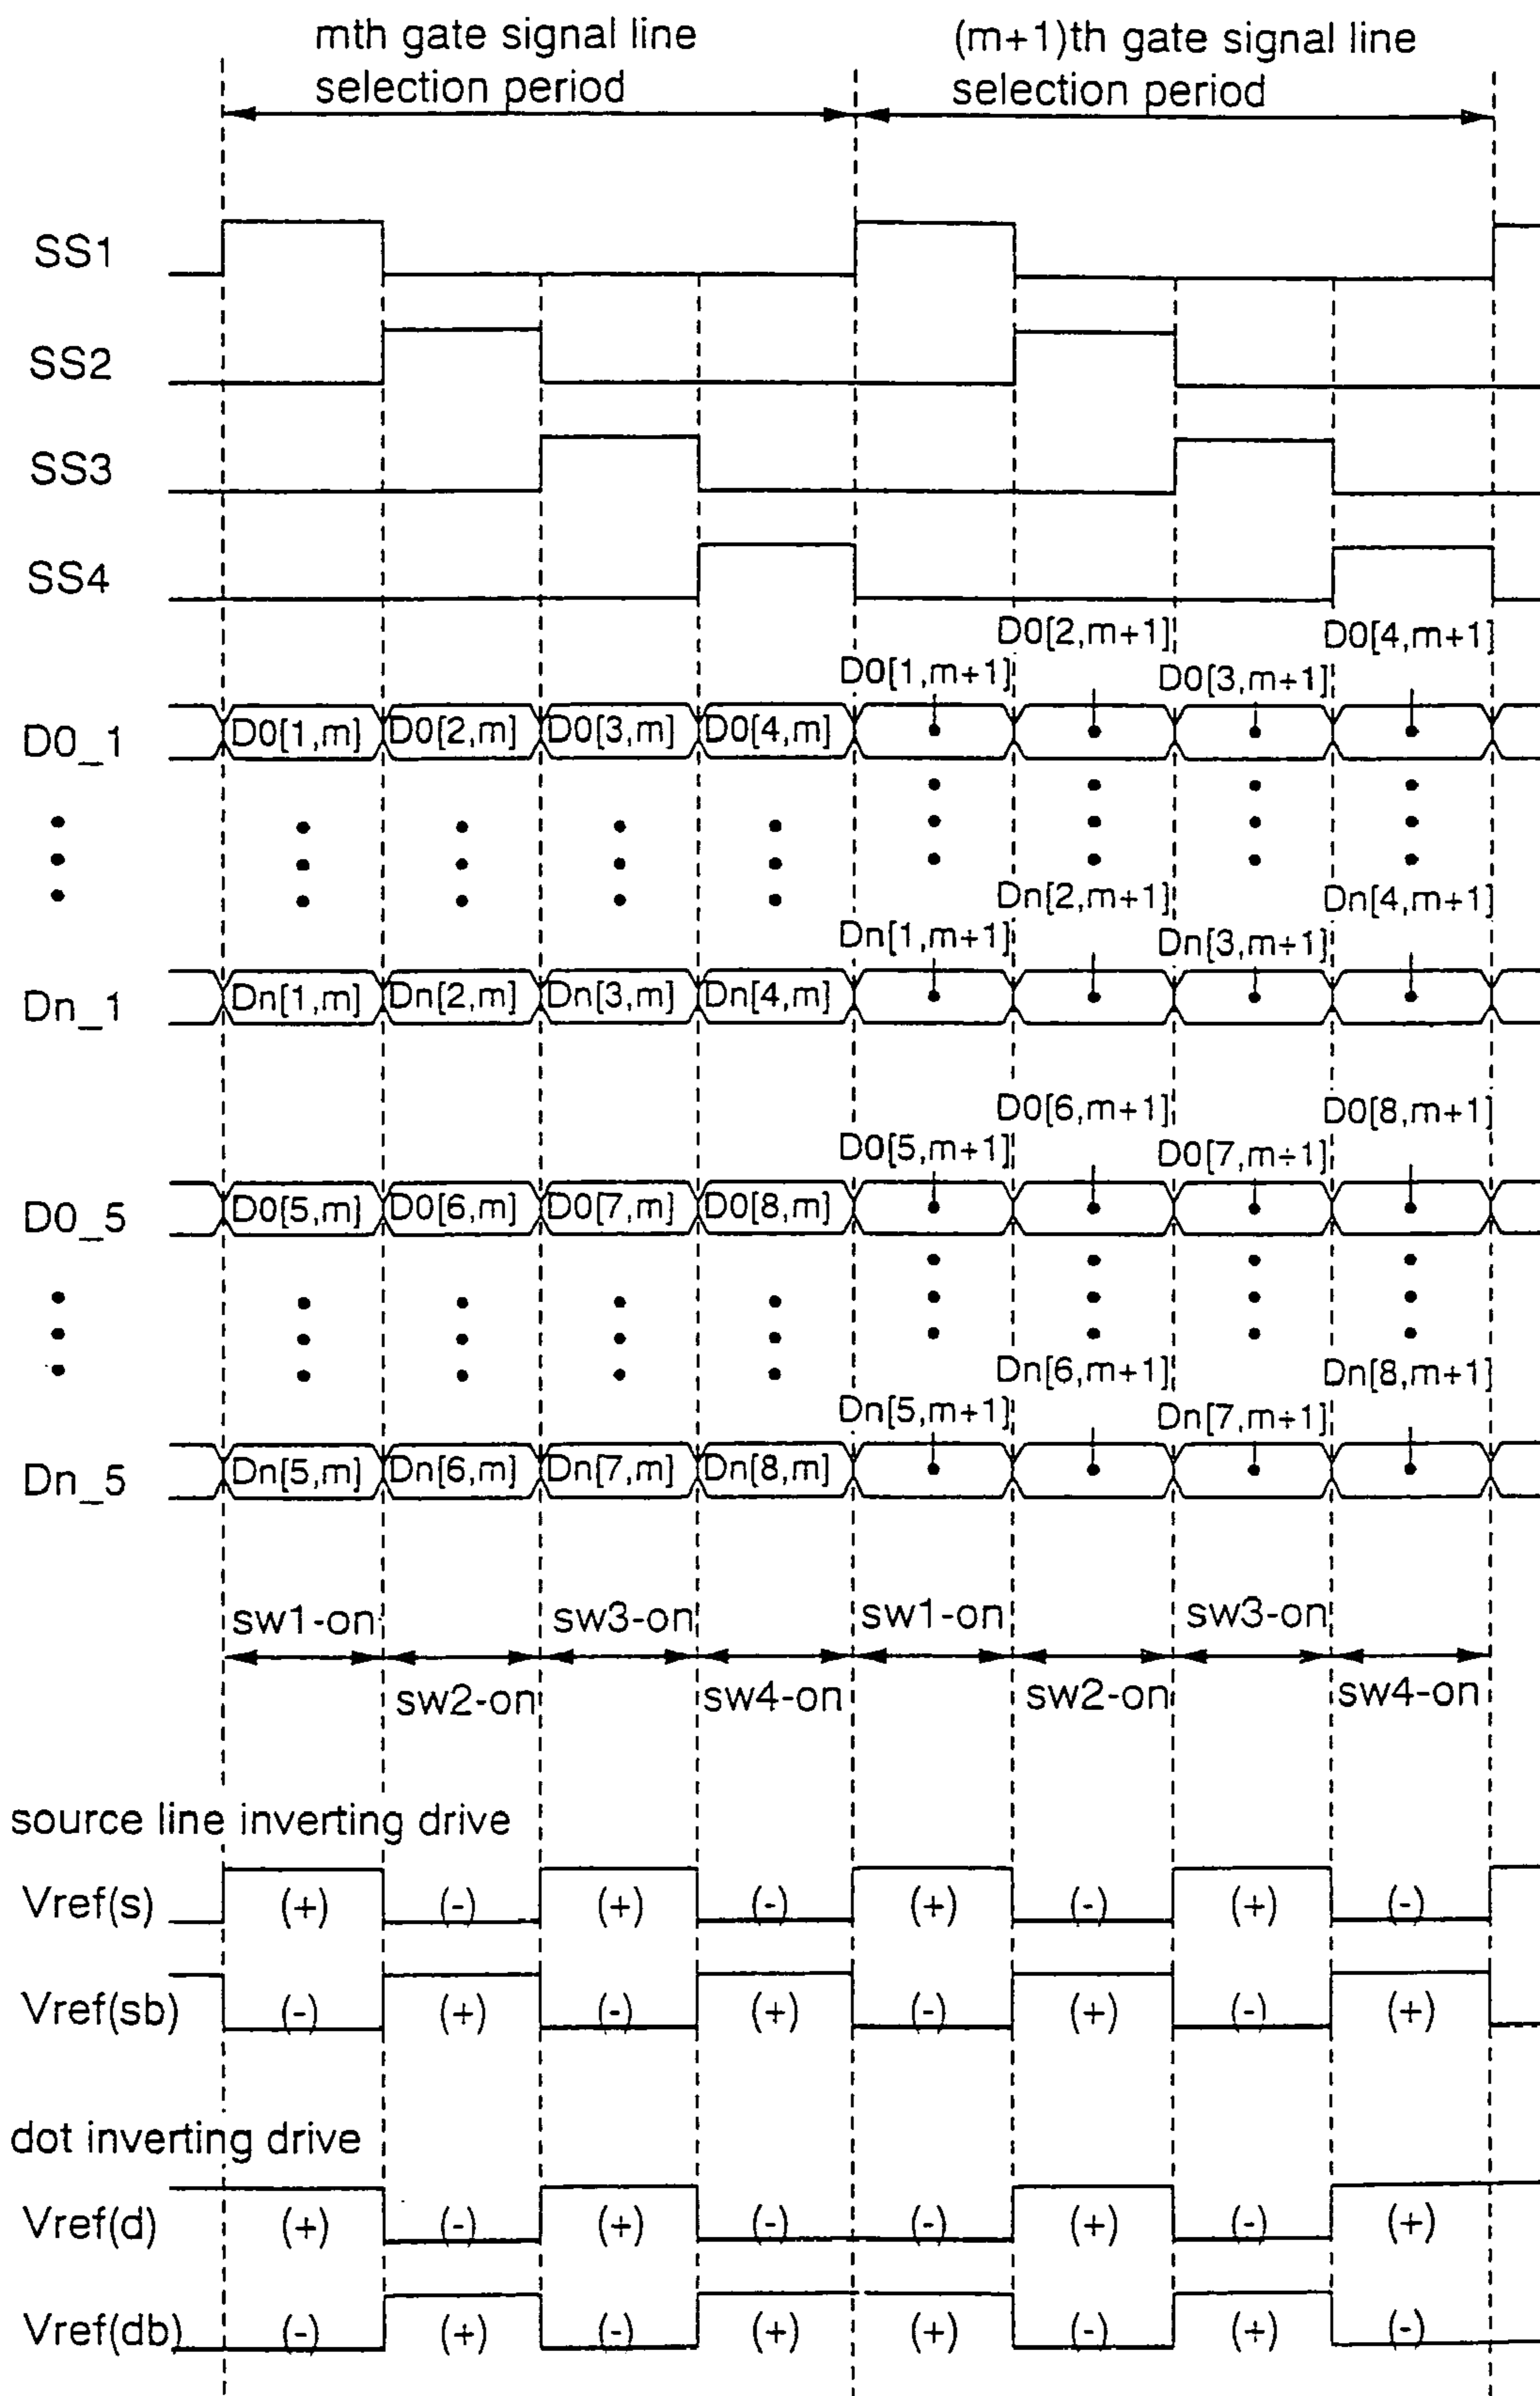 mth gate signal line
selection period
(m+1)th gate signal line
selection period
SS1
SS2
SS3
SS4
D0[2,m+1]
D0[4,m+1]
D0[1,m+1]
D0[3,m+1]
D0_1
D0[1,m]
D0[2,m]
D0[3,m]
D0[4,m]
Dn[2,m+1]
Dn[4,m+1]
Dn[1,m+1]
Dn[3,m+1]
Dn_1
Dn[1,m]
Dn[2,m]
Dn[3,m]
Dn[4,m]
D0[6,m+1]
D0[8,m+1]
D0[5,m+1]
D0[7,m+1]
D0_5
D0[5,m]
D0[6,m]
D0[7,m]
D0[8,m]
Dn[6,m+1]
Dn[8,m+1]
Dn[5,m+1]
Dn[7,m+1]
Dn_5
Dn[5,m]
Dn[6,m]
Dn[7,m]
Dn[8,m]
sw1-on
sw3-on
sw1-on
sw3-on
sw2-on
sw4-on
sw2-on
sw4-on
source line inverting drive
Vref(s) (+) (-) (+) (-) (+) (-) (+) (-)
Vref(sb) (-) (+) (-) (+) (-) (+) (-) (+)
dot inverting drive
Vref(d) (+) (-) (+) (-) (-) (+) (-) (+)
Vref(db) (-) (+) (-) (+) (+) (-) (+) (-)